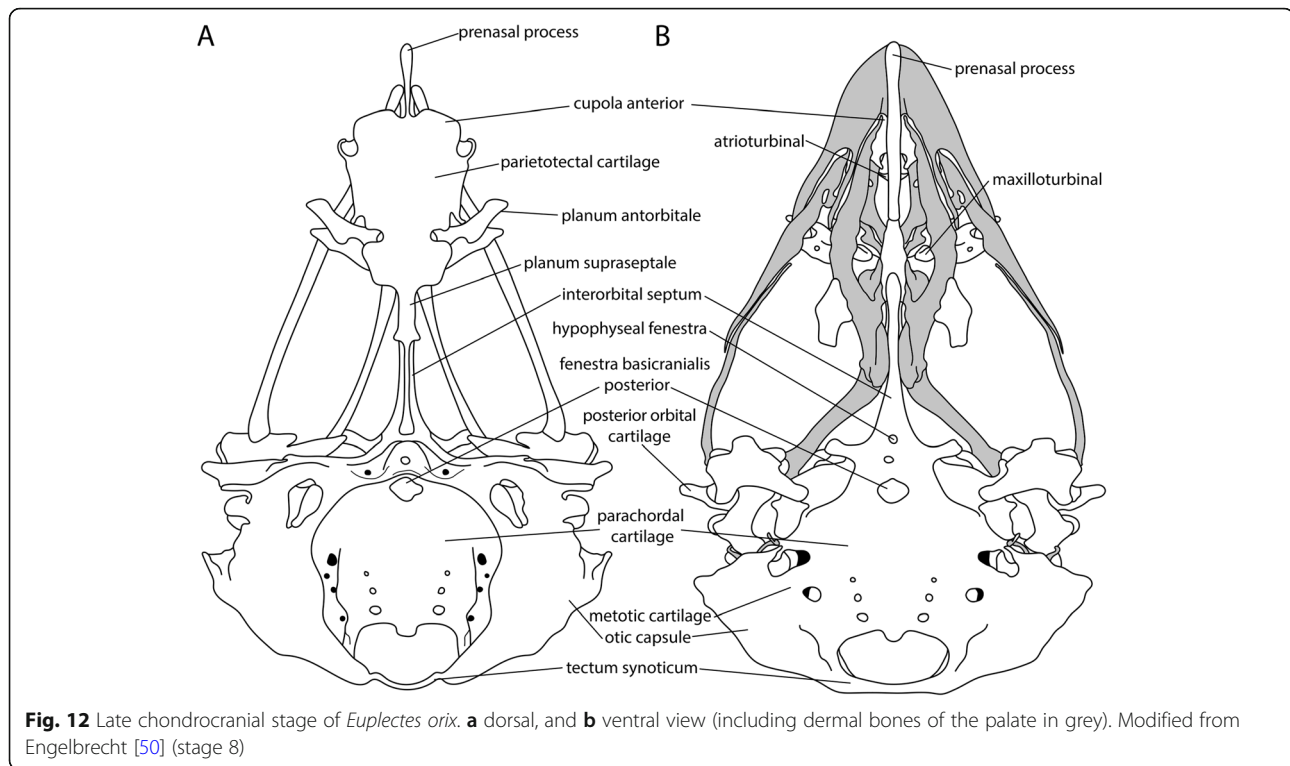 A
B
prenasal process
prenasal process
cupola anterior
atrioturbinal
parietotectal cartilage
maxilloturbinal
planum antorbitale
planum supraseptale
interorbital septum
hypophyseal fenestra
fenestra basicranialis
posterior
posterior orbital
cartilage
parachordal
cartilage
metotic cartilage
otic capsule
tectum synoticum
Fig. 12 Late chondrocranial stage of Euplectes orix. a dorsal, and b ventral view (including dermal bones of the palate in grey). Modified from
Engelbrecht [50] (stage 8)